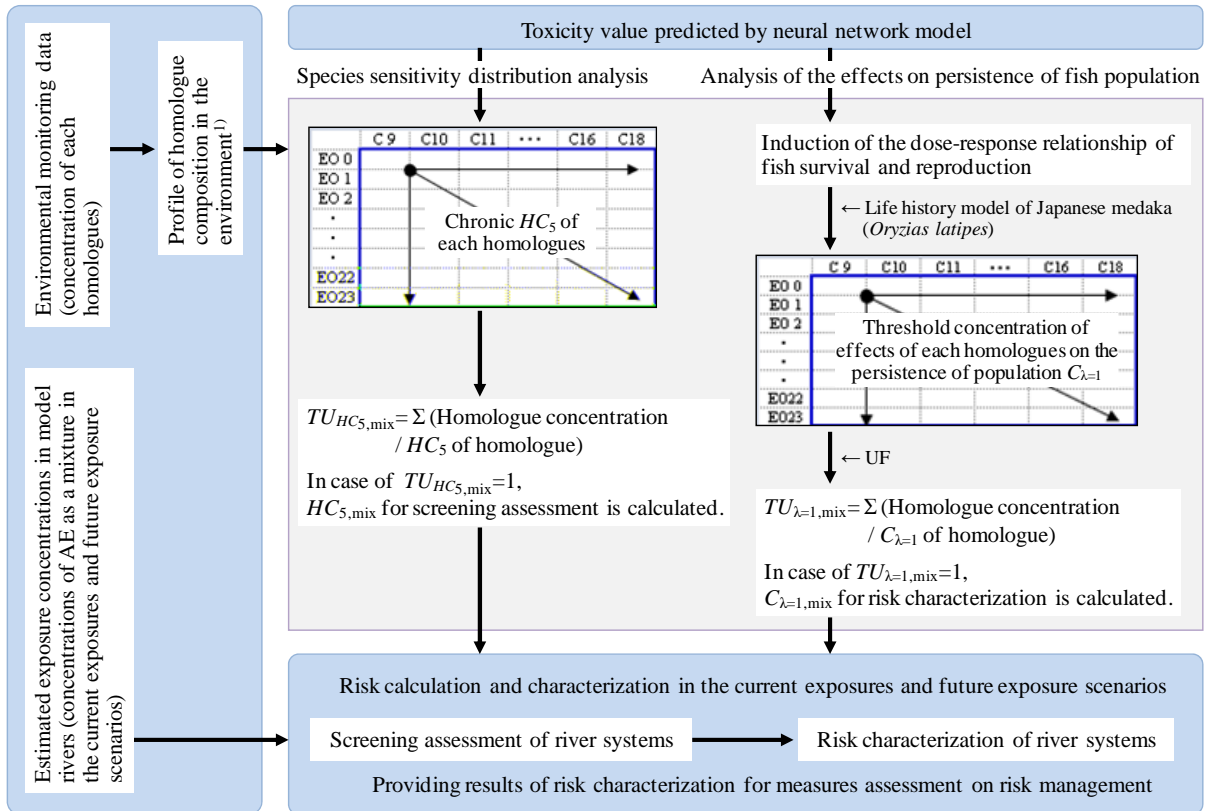 Environmental monitoring data
(concentration of each
homologues)
Profile of homologue
composition in the
environment1)
Estimated exposure concentrations in model
rivers (concentrations of AE as a mixture in
the current exposures and future exposure
scenarios)
Toxicity value predicted by neural network model
Species sensitivity distribution analysis
C 9 C10 C11 ··· C16 C18
EO 0
EO 1
EO 2
·
·
·
EO22
EO23
Chronic HC5 of
each homologues
TUHC5,mix= Σ (Homologue concentration
/ HC5 of homologue)
In case of TUHC5,mix=1,
HC5,mix for screening assessment is calculated.
Analysis of the effects on persistence of fish population
Induction of the dose-response relationship of
fish survival and reproduction
← Life history model of Japanese medaka
(Oryzias latipes)
C 9 C10 C11 ··· C16 C18
EO 0
EO 1
EO 2
·
·
·
EO22
EO23
Threshold concentration of
effects of each homologues on the
persistence of population Cλ=1
← UF
TUλ=1,mix= Σ (Homologue concentration
/ Cλ=1 of homologue)
In case of TUλ=1,mix=1,
Cλ=1,mix for risk characterization is calculated.
Risk calculation and characterization in the current exposures and future exposure scenarios
Screening assessment of river systems
Risk characterization of river systems
Providing results of risk characterization for measures assessment on risk management